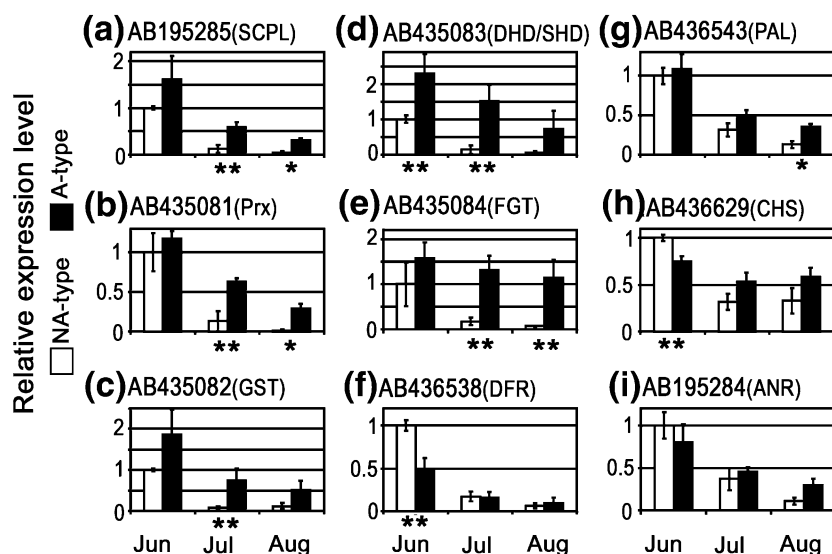 Relative expression level
NA-type
A-type
(a) AB195285(SCPL)
2
1
0
** *
(b) AB435081(Prx)
1
0.5
0
** *
(c) AB435082(GST)
2
1
0
**
Jun Jul Aug
(d) AB435083(DHD/SHD)
2
1
0
** **
(e) AB435084(FGT)
2
1
0
** **
(f) AB436538(DFR)
1
0.5
0
**
Jun Jul Aug
(g) AB436543(PAL)
1
0.5
0
*
(h) AB436629(CHS)
1
0.5
0
**
(i) AB195284(ANR)
1
0.5
0
Jun Jul Aug